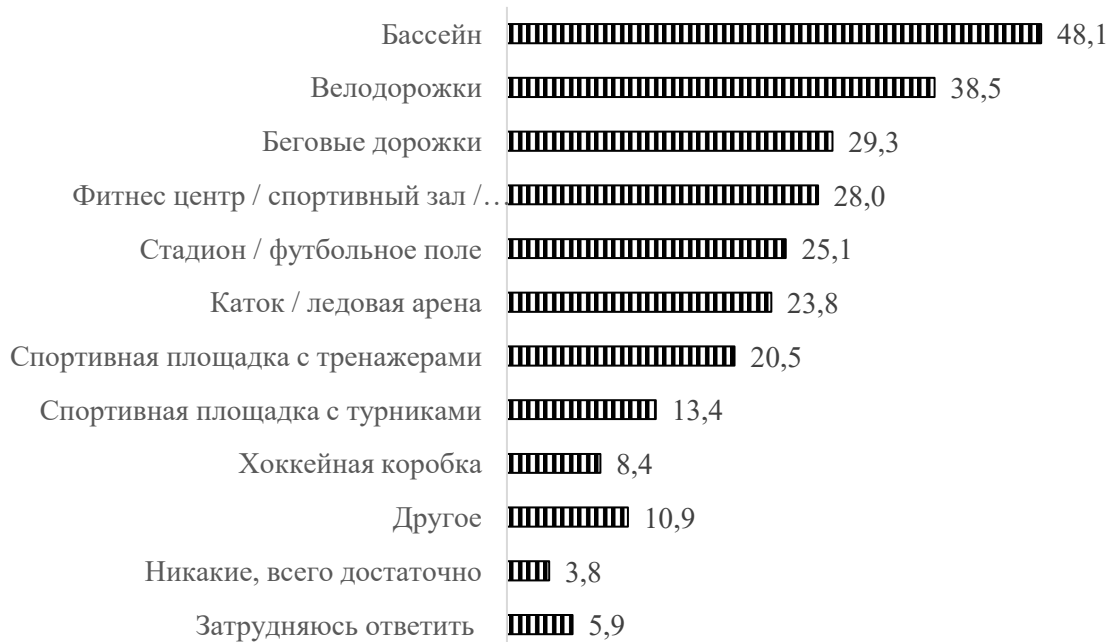 Бассейн 48,1
Велодорожки 38,5
Беговые дорожки 29,3
Фитнес центр / спортивный зал /… 28,0
Стадион / футбольное поле 25,1
Каток / ледовая арена 23,8
Спортивная площадка с тренажерами 20,5
Спортивная площадка с турниками 13,4
Хоккейная коробка 8,4
Другое 10,9
Никакие, всего достаточно 3,8
Затрудняюсь ответить 5,9